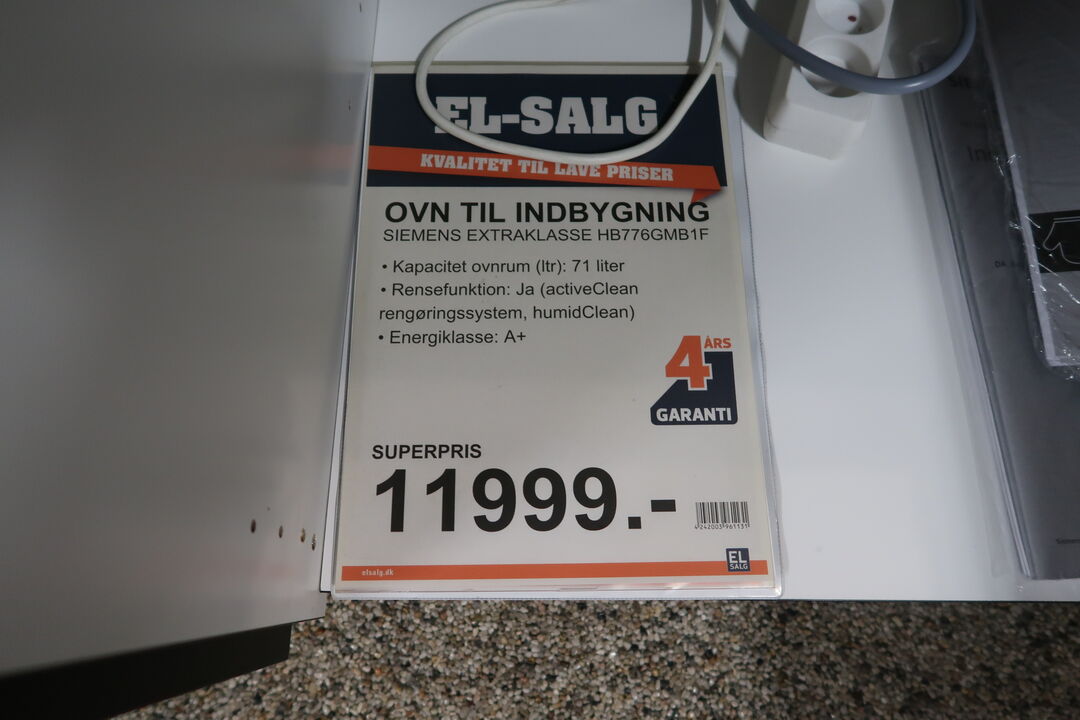 EL-SALG
KVALITET TIL LAVE PRISER
OVN TIL INDBYGNING
SIEMENS EXTRAKLASSE HB776GMB1F
• Kapacitet ovnrum (ltr): 71 liter
• Rensefunktion: Ja (activeClean
rengøringssystem, humidClean)
• Energiklasse: A+
4 ÅRS
GARANTI
SUPERPRIS
11999.-
4242003961131
elsalg.dk
EL
SALG